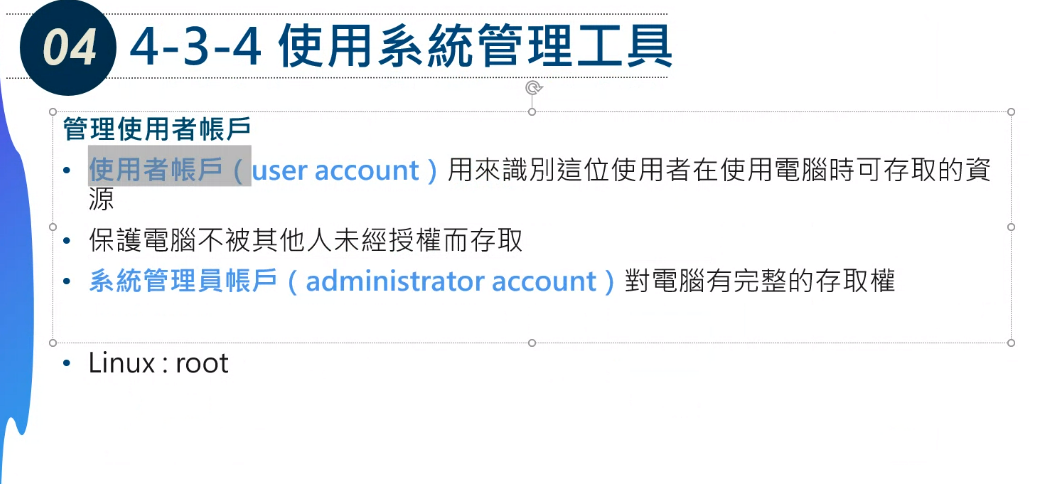 04 4-3-4 使用系統管理工具
管理使用者帳戶
• 使用者帳戶（user account）用來識別這位使用者在使用電腦時可存取的資
源
• 保護電腦不被其他人未經授權而存取
• 系統管理員帳戶（administrator account）對電腦有完整的存取權
• Linux : root